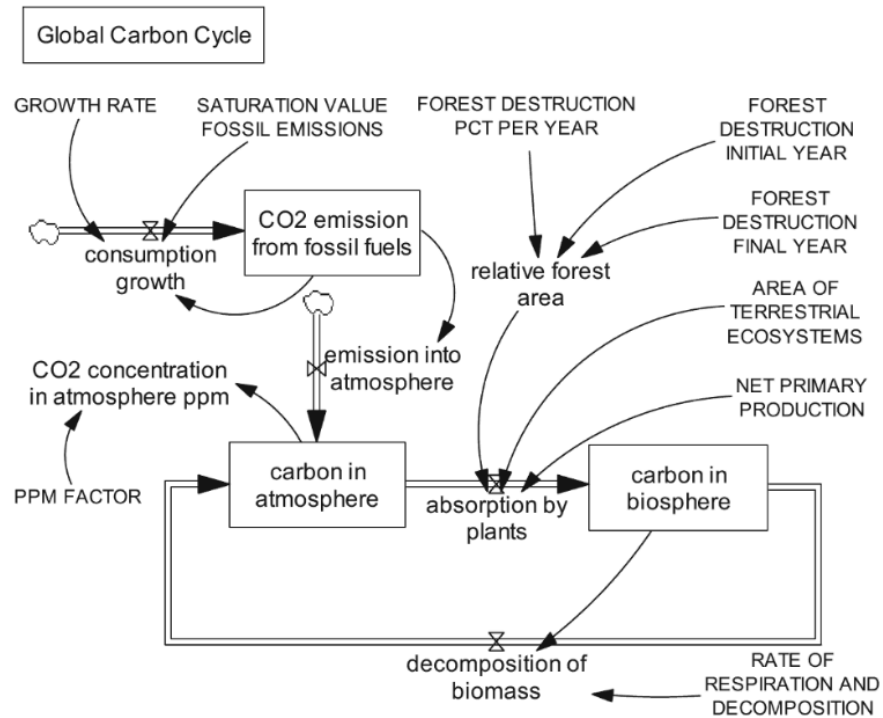 Global Carbon Cycle
GROWTH RATE
SATURATION VALUE
FOSSIL EMISSIONS
FOREST DESTRUCTION
PCT PER YEAR
FOREST
DESTRUCTION
INITIAL YEAR
CO2 emission
from fossil fuels
consumption
growth
FOREST
DESTRUCTION
FINAL YEAR
relative forest
area
AREA OF
TERRESTRIAL
ECOSYSTEMS
emission into
atmosphere
CO2 concentration
in atmosphere ppm
NET PRIMARY
PRODUCTION
PPM FACTOR
carbon in
atmosphere
absorption by
plants
carbon in
biosphere
decomposition of
biomass
RATE OF
RESPIRATION AND
DECOMPOSITION